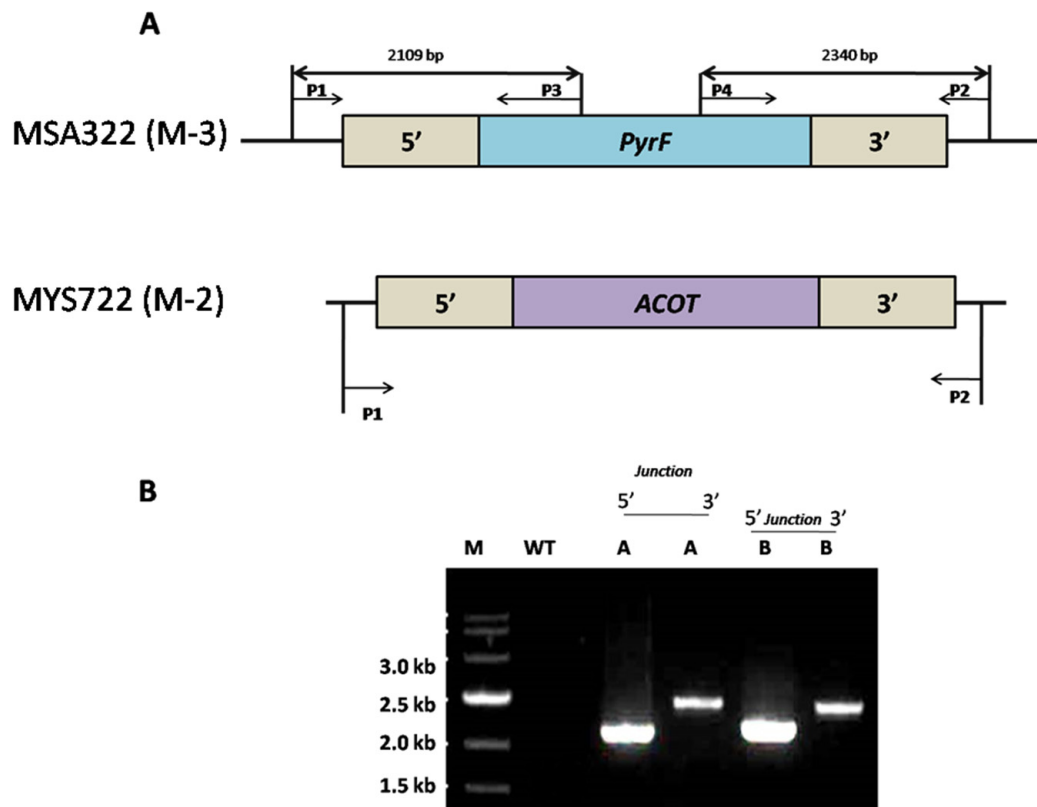 A
2109 bp 2340 bp
P1 P3 P4 P2
MSA322 (M-3) 5’ PyrF 3’
MYS722 (M-2) 5’ ACOT 3’
P1 P2
B
Junction
5’ 3’ 5’ Junction 3’
M WT A A B B
3.0 kb
2.5 kb
2.0 kb
1.5 kb